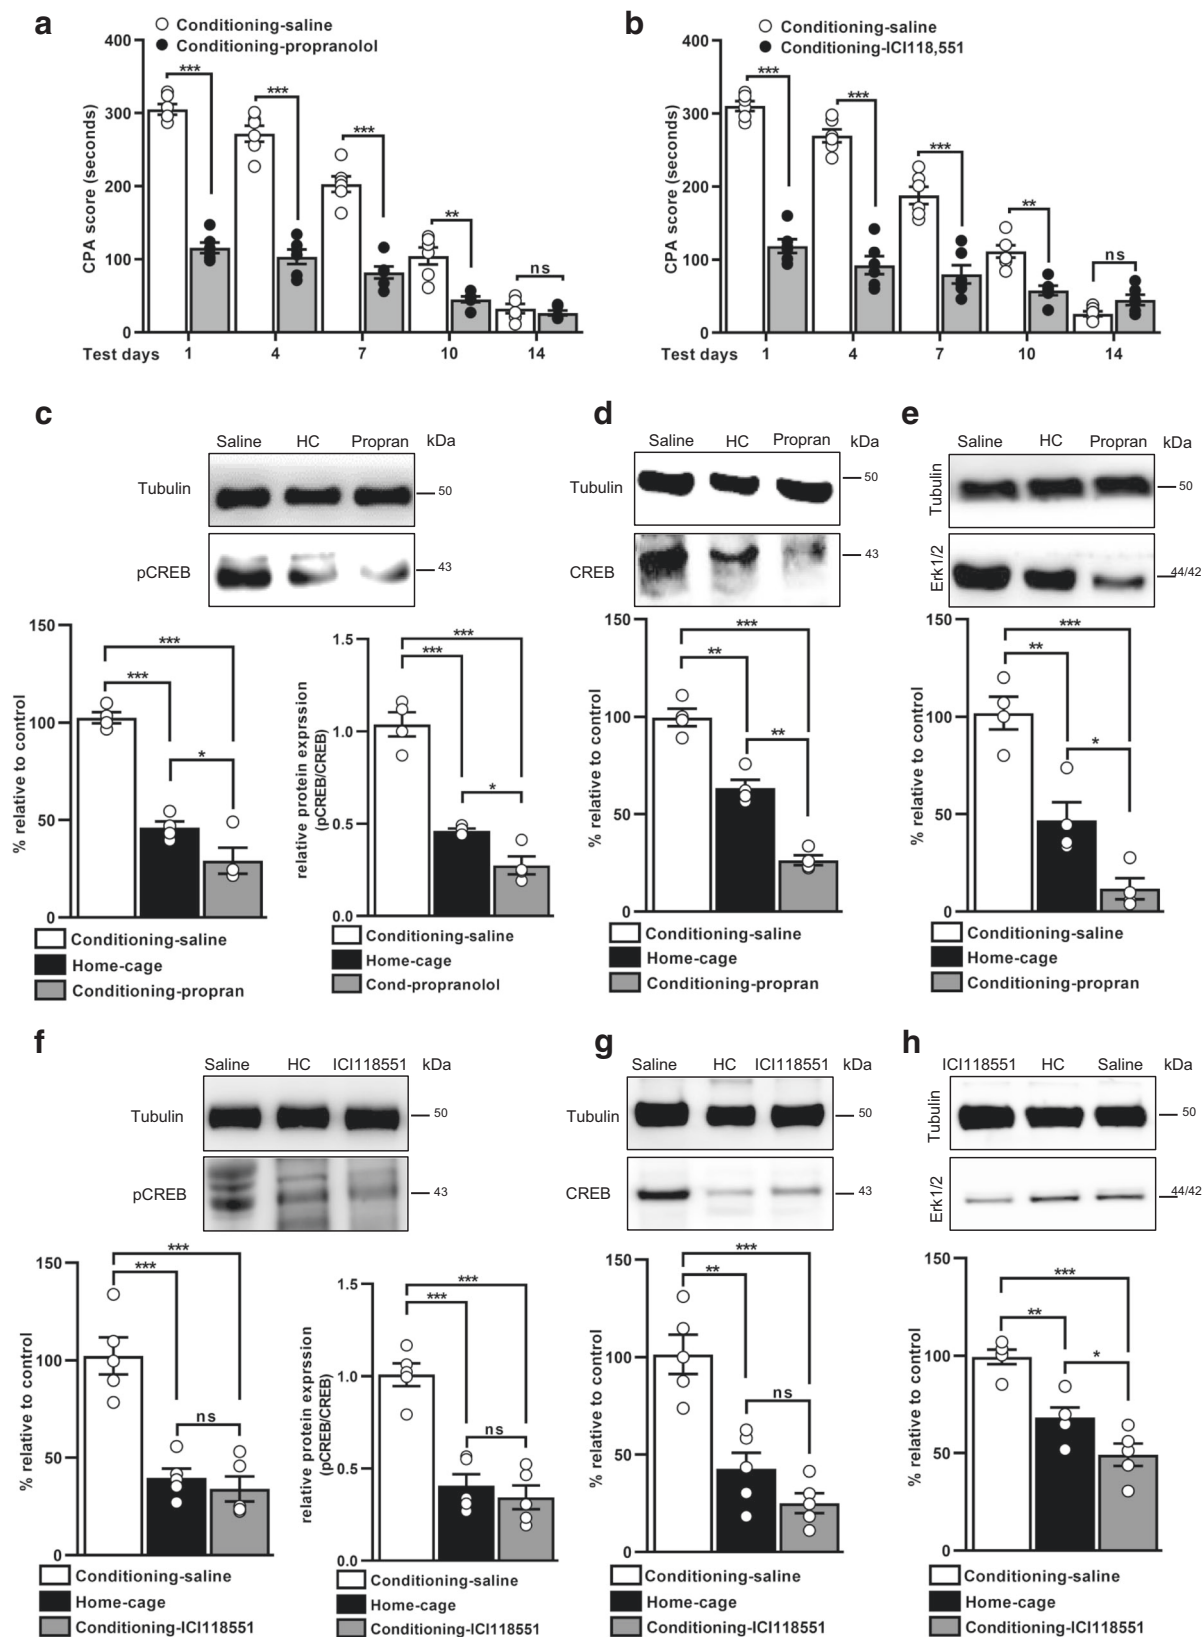 a
Conditioning-saline
Conditioning-propranolol
CPA score (seconds)
400
300
200
100
0
***
***
***
**
ns
Test days 1 4 7 10 14
b
Conditioning-saline
Conditioning-ICI118,551
CPA score (seconds)
400
300
200
100
0
***
***
***
**
ns
Test days 1 4 7 10 14
c
Saline HC Propran kDa
Tubulin 50
pCREB 43
% relative to control
150
100
50
0
***
***
*
Conditioning-saline
Home-cage
Conditioning-propran
relative protein exprssion
(pCREB/CREB)
1.5
1.0
0.5
0.0
***
***
*
Conditioning-saline
Home-cage
Cond-propranolol
d
Saline HC Propran kDa
Tubulin 50
CREB 43
% relative to control
150
100
50
0
***
**
**
Conditioning-saline
Home-cage
Conditioning-propran
e
Saline HC Propran kDa
Tubulin 50
Erk1/2 44/42
% relative to control
150
100
50
0
***
**
*
Conditioning-saline
Home-cage
Conditioning-propran
f
Saline HC ICI118551 kDa
Tubulin 50
pCREB 43
% relative to control
150
100
50
0
***
***
ns
Conditioning-saline
Home-cage
Conditioning-ICI118551
relative protein exprssion
(pCREB/CREB)
1.5
1.0
0.5
0.0
***
***
ns
Conditioning-saline
Home-cage
Conditioning-ICI118551
g
Saline HC ICI118551 kDa
Tubulin 50
CREB 43
% relative to control
150
100
50
0
***
**
ns
Conditioning-saline
Home-cage
Conditioning-ICI118551
h
ICI118551 HC Saline kDa
Tubulin 50
Erk1/2 44/42
% relative to control
150
100
50
0
***
**
*
Conditioning-saline
Home-cage
Conditioning-ICI118551